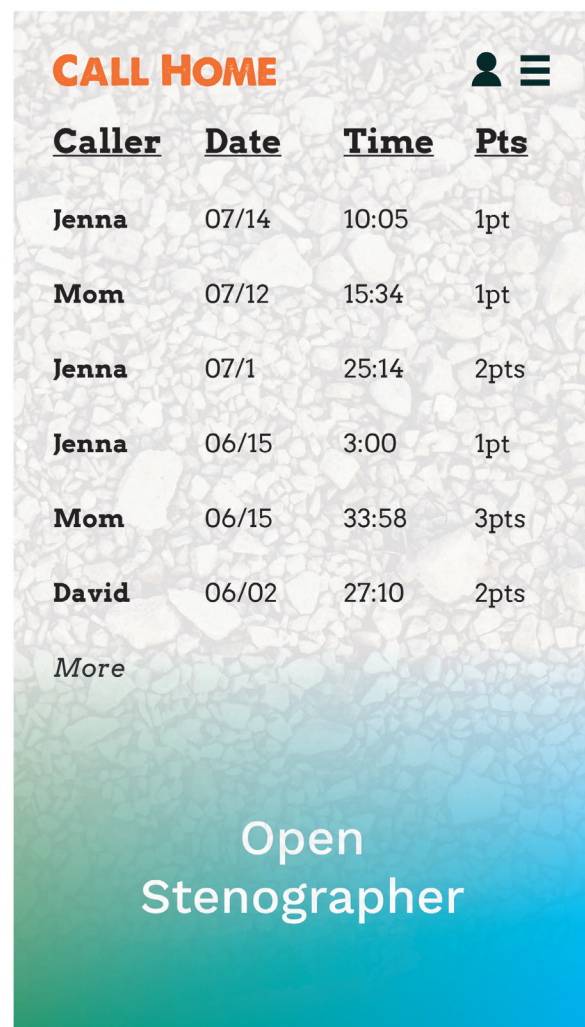 CALL HOME
Caller Date Time Pts
Jenna 07/14 10:05 1pt
Mom 07/12 15:34 1pt
Jenna 07/1 25:14 2pts
Jenna 06/15 3:00 1pt
Mom 06/15 33:58 3pts
David 06/02 27:10 2pts
More
Open
Stenographer